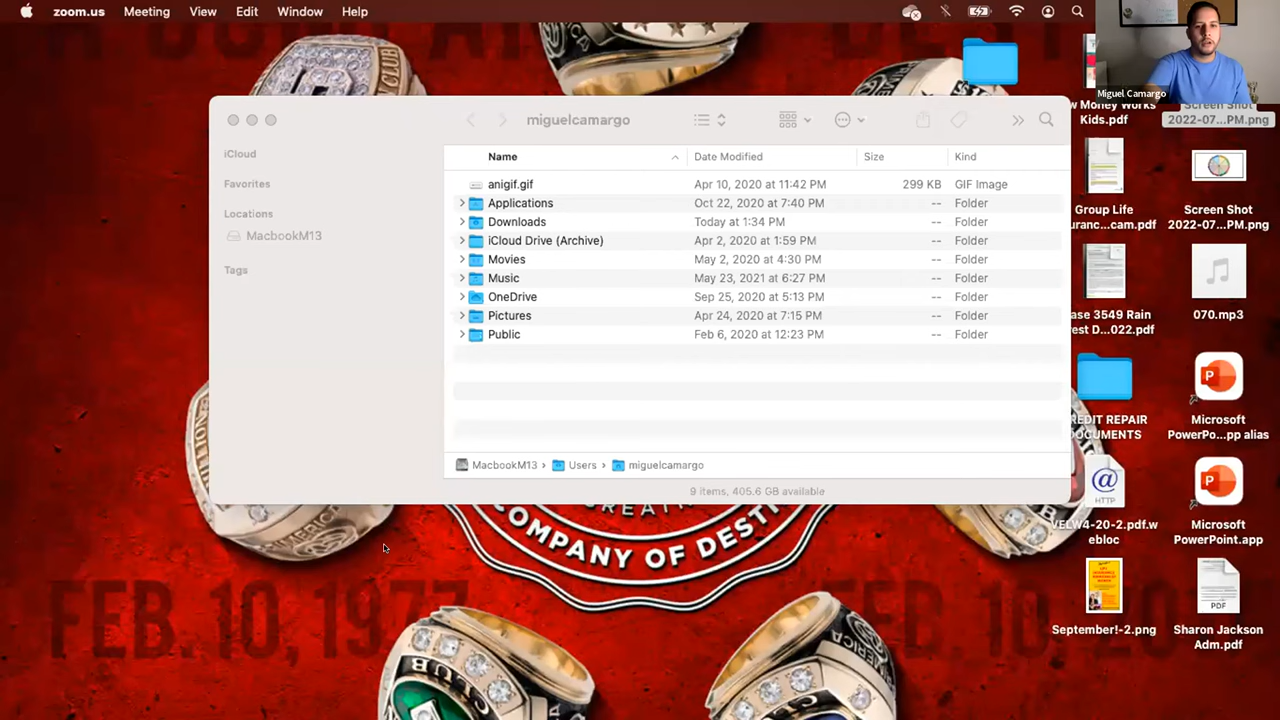 zoom.us Meeting View Edit Window Help
Miguel Camargo
miguelcamargo
iCloud
Favorites
Locations
MacbookM13
Tags
Name Date Modified Size Kind
anigif.gif Apr 10, 2020 at 11:42 PM 299 KB GIF Image
Applications Oct 22, 2020 at 7:40 PM -- Folder
Downloads Today at 1:34 PM -- Folder
iCloud Drive (Archive) Apr 2, 2020 at 1:59 PM -- Folder
Movies May 2, 2020 at 4:30 PM -- Folder
Music May 23, 2021 at 6:27 PM -- Folder
OneDrive Sep 25, 2020 at 5:13 PM -- Folder
Pictures Apr 24, 2020 at 7:15 PM -- Folder
Public Feb 6, 2020 at 12:23 PM -- Folder
MacbookM13 › Users › miguelcamargo
9 items, 405.6 GB available
Money Works
Kids.pdf
Screen Shot
2022-07...PM.png
Group Life
uranc...cam.pdf
Screen Shot
2022-07...PM.png
ase 3549 Rain
est D...022.pdf
070.mp3
REDIT REPAIR
DOCUMENTS
Microsoft
PowerPo...pp alias
HTTP
VELW4-20-2.pdf.w
ebloc
Microsoft
PowerPoint.app
September!-2.png
PDF
Sharon Jackson
Adm.pdf
COMPANY OF DESTI
FEB. 10, 1977
CLUB